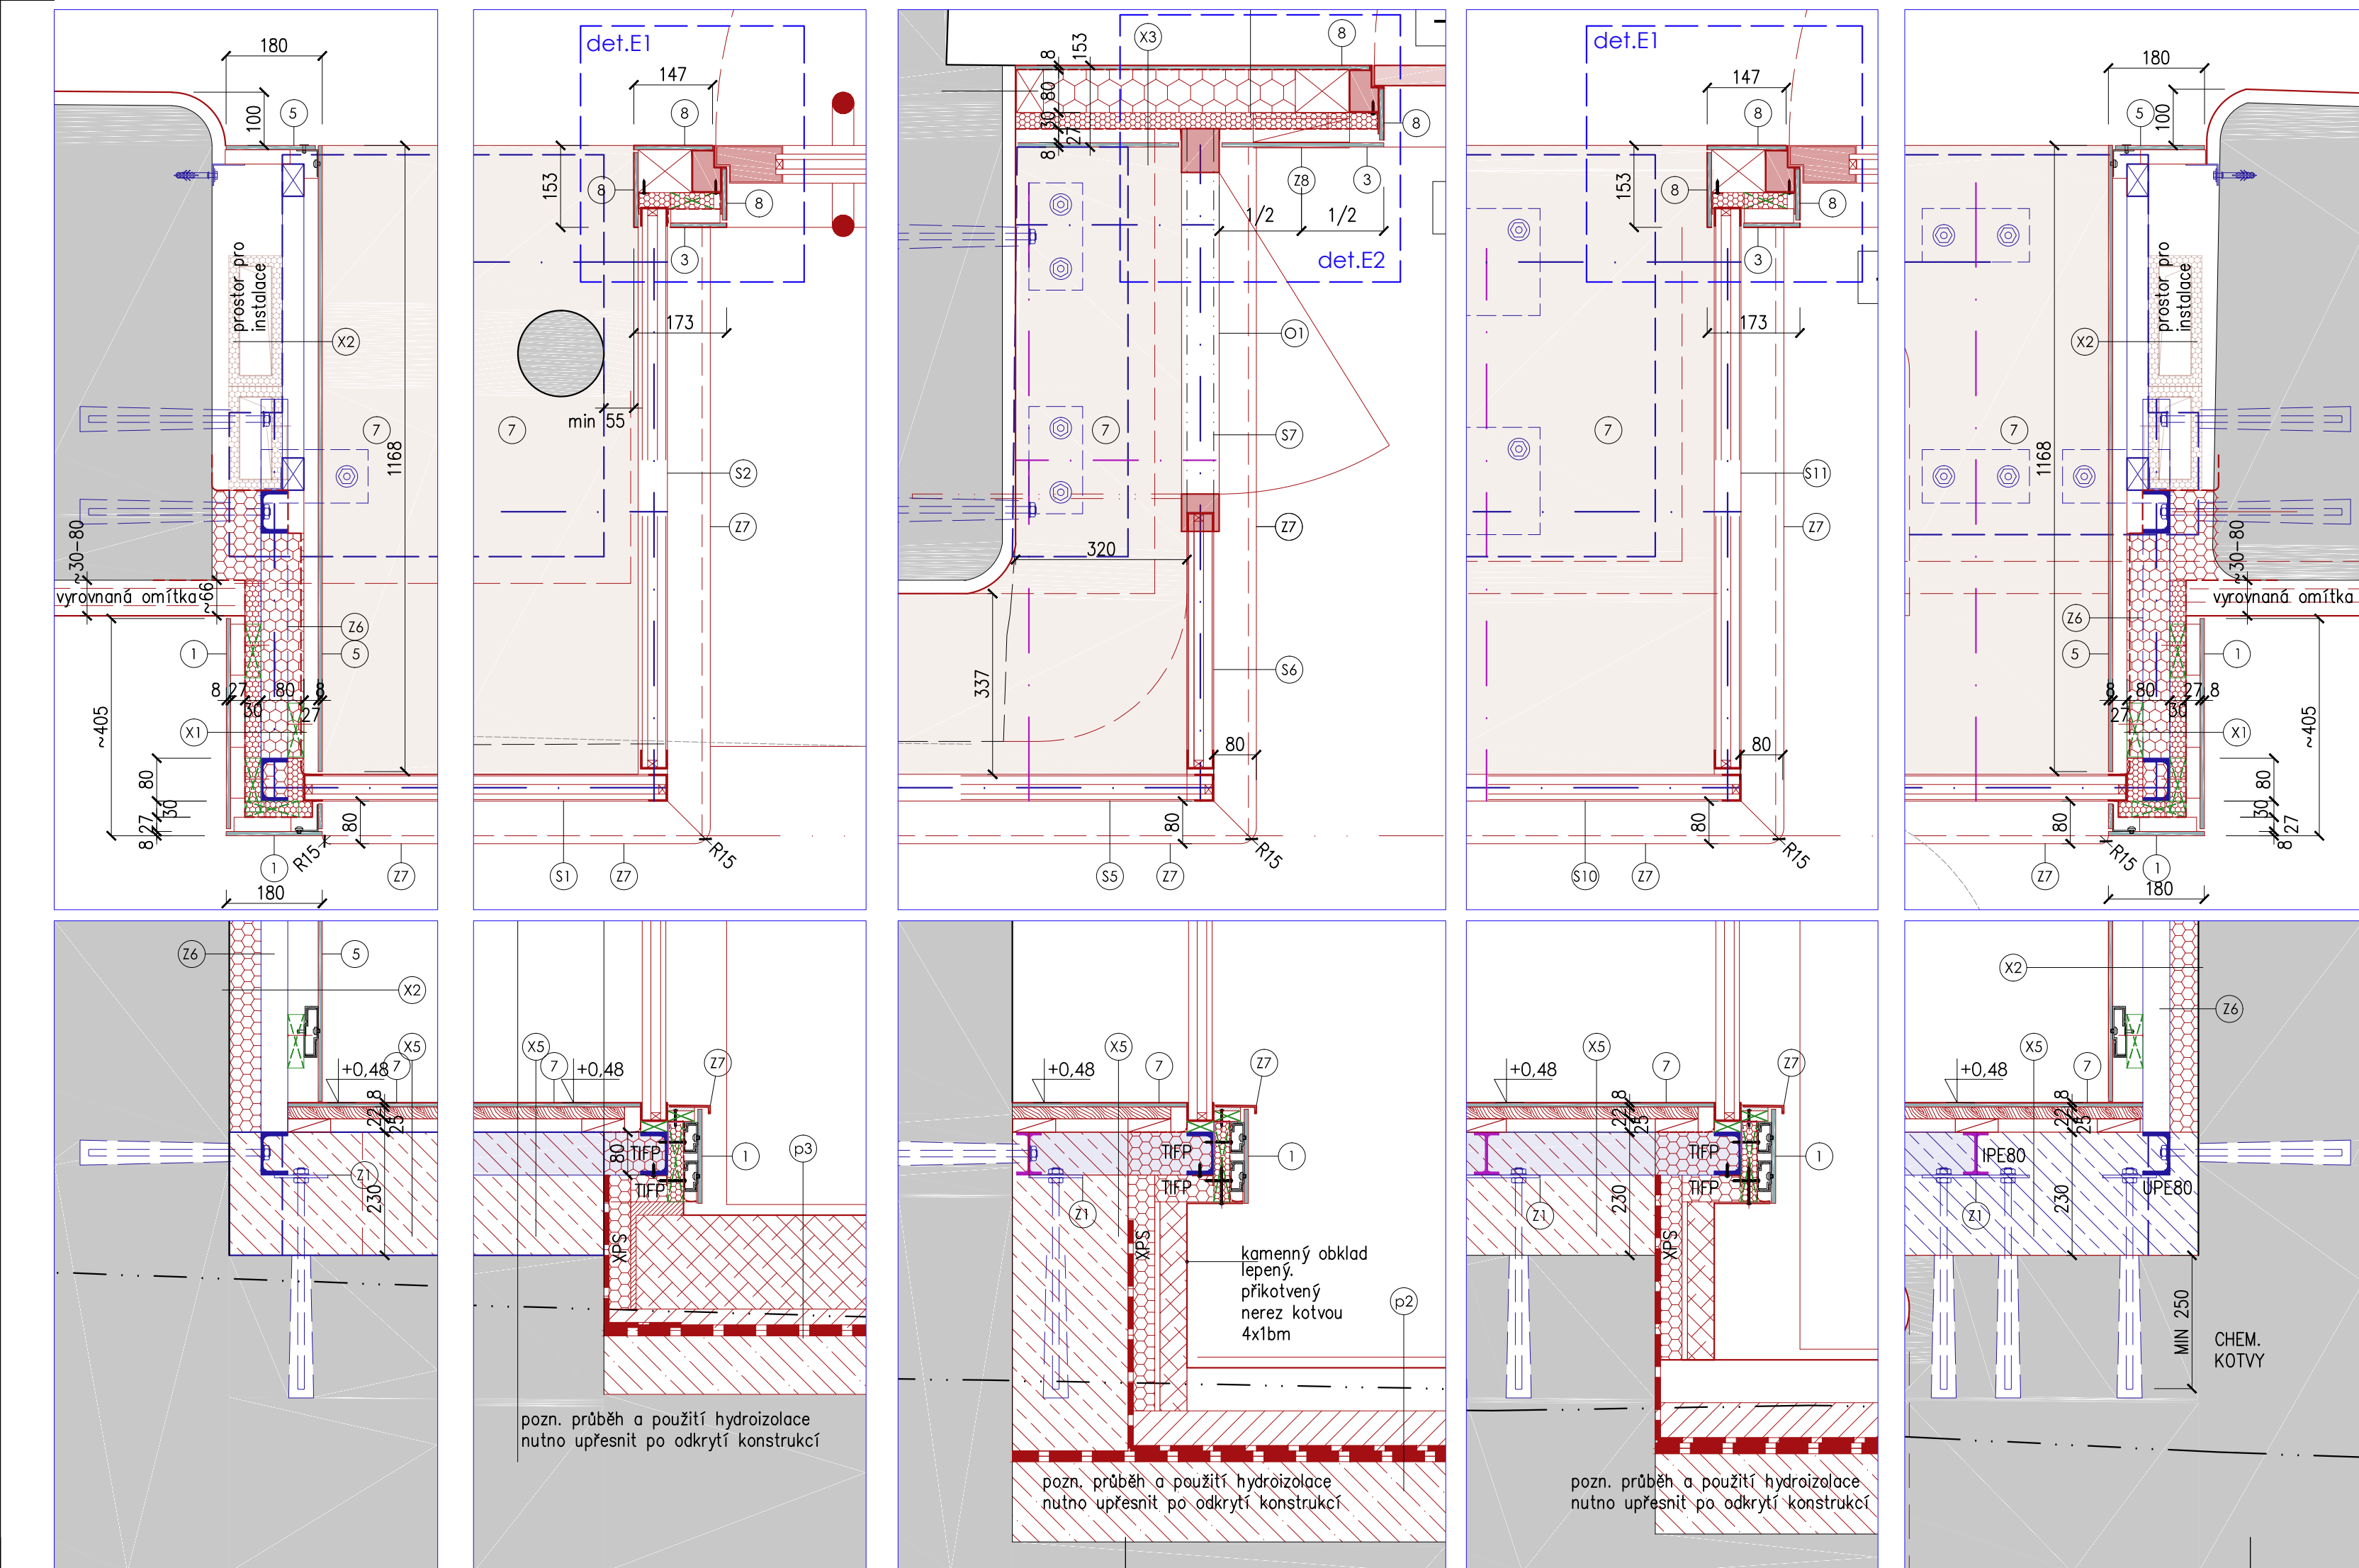 180
100
5
prostor pro
instalace
X2
7
1168
~30-80
vyrovnaná omítka
~66
Z6
1
5
8
27
30
80
27
8
~405
X1
80
30
27
8
80
R15
1
Z7
180
det.E1
147
8
153
8
8
3
173
min 55
7
S2
Z7
80
80
R15
S1
Z7
X3
8
153
8
80
30
27
8
8
Z8
3
1/2
1/2
det.E2
O1
7
S7
Z7
320
337
S6
80
80
R15
S5
Z7
det.E1
147
8
153
8
8
3
173
7
S11
Z7
80
80
R15
S10
Z7
180
5
100
prostor pro
instalace
X2
7
1168
~30-80
vyrovnaná omítka
Z6
5
1
8
80
27
8
27
30
X1
~405
80
30
27
8
80
R15
1
Z7
180
Z6
5
X2
X5
7
+0,48
8
22
25
Z1
230
X5
7
+0,48
Z7
80
TIFP
TIFP
1
p3
XPS
pozn. průběh a použití hydroizolace
nutno upřesnit po odkrytí konstrukcí
X5
7
+0,48
Z7
TIFP
TIFP
1
Z1
XPS
kamenný obklad
lepený.
přikotvený
nerez kotvou
4x1bm
p2
pozn. průběh a použití hydroizolace
nutno upřesnit po odkrytí konstrukcí
X5
7
+0,48
Z7
8
22
25
TIFP
TIFP
1
Z1
230
XPS
pozn. průběh a použití hydroizolace
nutno upřesnit po odkrytí konstrukcí
X2
Z6
X5
7
+0,48
8
22
25
IPE80
UPE80
Z1
230
MIN 250
CHEM.
KOTVY